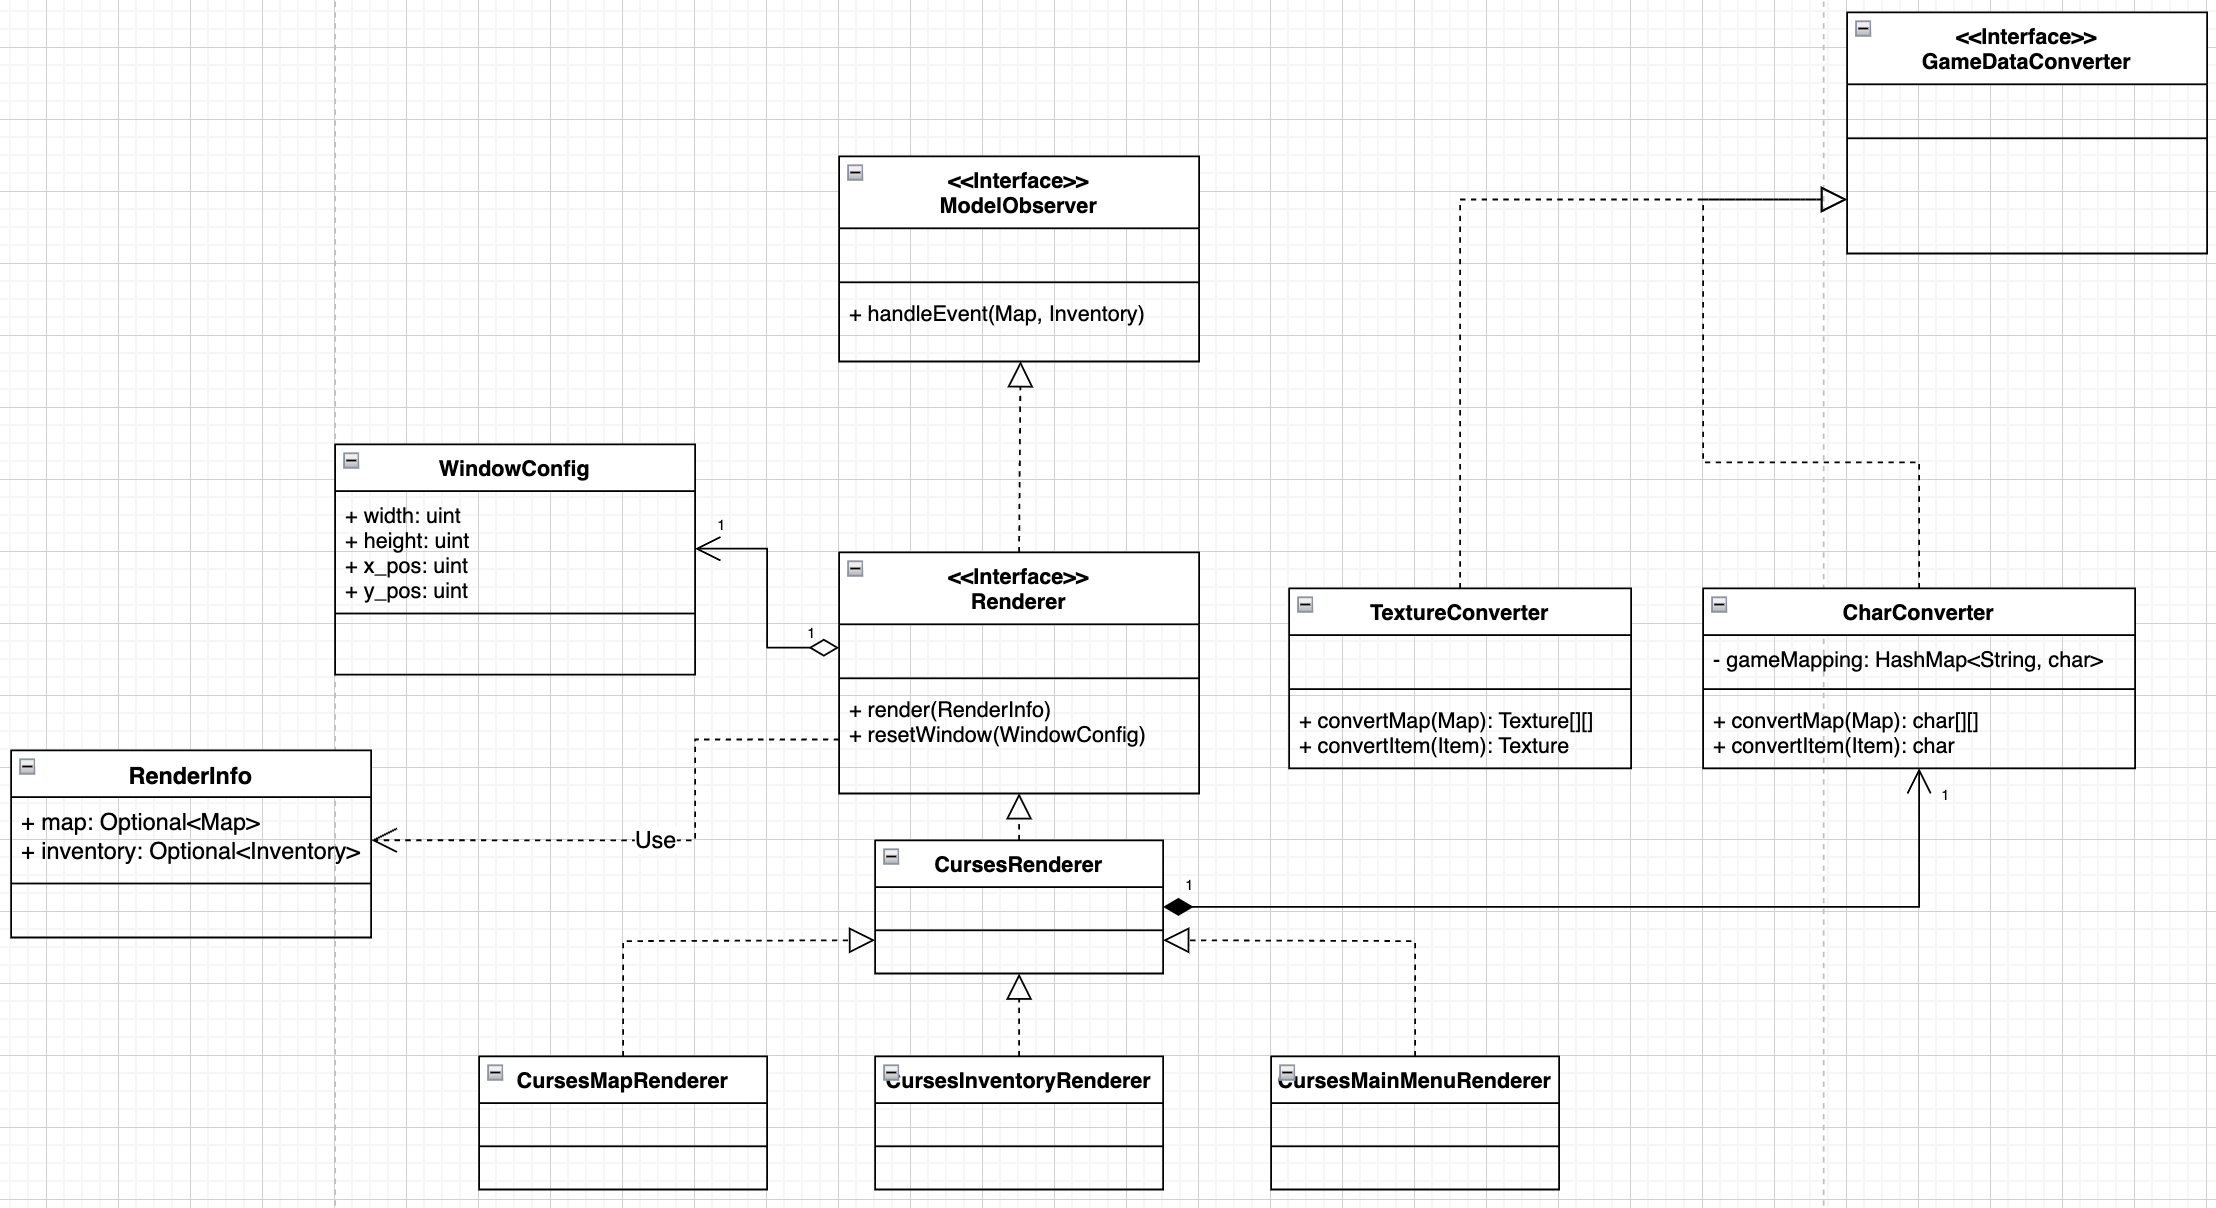 <<Interface>>
GameDataConverter
<<Interface>>
ModelObserver
+ handleEvent(Map, Inventory)
WindowConfig
+ width: uint
+ height: uint
+ x_pos: uint
+ y_pos: uint
1
1
<<Interface>>
Renderer
+ render(RenderInfo)
+ resetWindow(WindowConfig)
TextureConverter
+ convertMap(Map): Texture[][]
+ convertItem(Item): Texture
CharConverter
- gameMapping: HashMap<String, char>
+ convertMap(Map): char[][]
+ convertItem(Item): char
1
RenderInfo
+ map: Optional<Map>
+ inventory: Optional<Inventory>
Use
CursesRenderer
1
CursesMapRenderer
CursesInventoryRenderer
CursesMainMenuRenderer